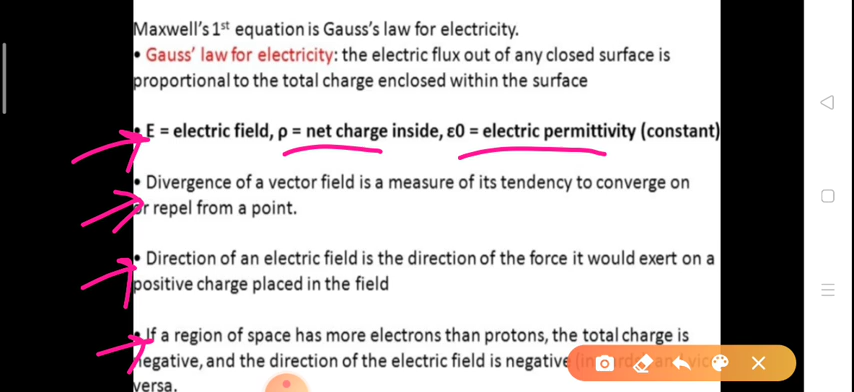 Maxwell's 1st equation is Gauss's law for electricity.
• Gauss' law for electricity: the electric flux out of any closed surface is
proportional to the total charge enclosed within the surface
• E = electric field, ρ = net charge inside, ε0 = electric permittivity (constant)
• Divergence of a vector field is a measure of its tendency to converge on
or repel from a point.
• Direction of an electric field is the direction of the force it would exert on a
positive charge placed in the field
• If a region of space has more electrons than protons, the total charge is
negative, and the direction of the electric field is negative
versa.